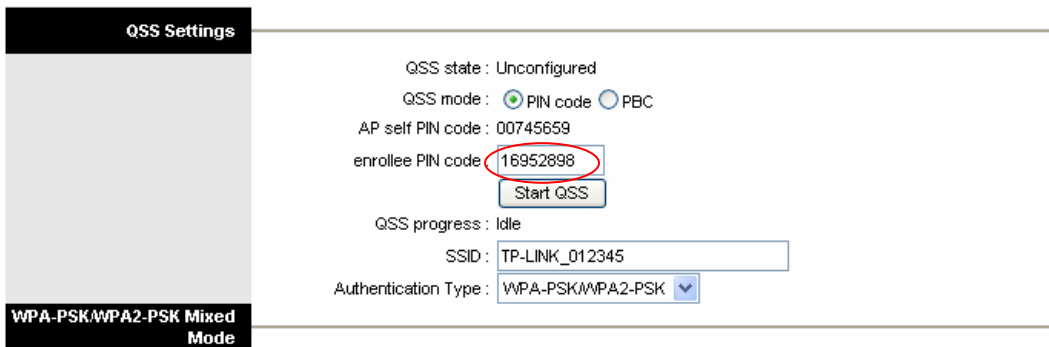 QSS Settings
QSS state : Unconfigured
QSS mode : PIN code PBC
AP self PIN code : 00745659
enrollee PIN code : 16952898
Start QSS
QSS progress : Idle
SSID : TP-LINK_012345
Authentication Type : WPA-PSK/WPA2-PSK
WPA-PSK/WPA2-PSK Mixed
Mode